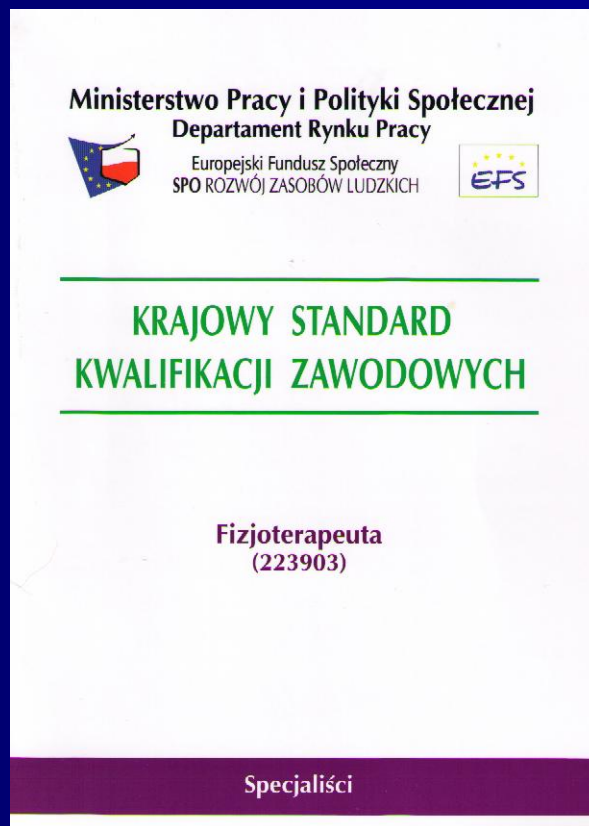 Ministerstwo Pracy i Polityki Społecznej
Departament Rynku Pracy
Europejski Fundusz Społeczny
SPO ROZWÓJ ZASOBÓW LUDZKICH
EFS
KRAJOWY STANDARD
KWALIFIKACJI ZAWODOWYCH
Fizjoterapeuta
(223903)
Specjaliści